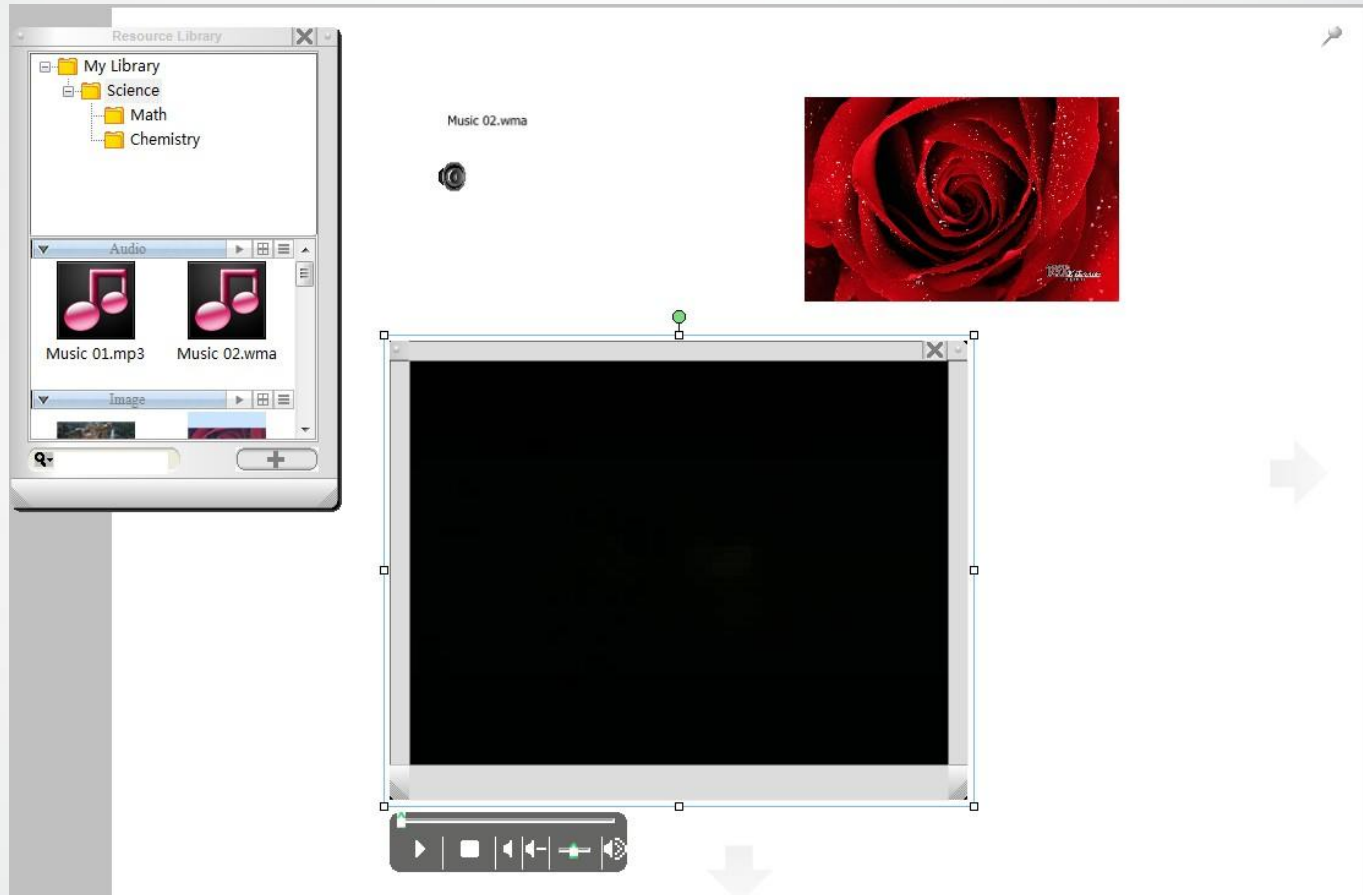 Resource Library
My Library
Science
Math
Chemistry
Audio
Music 01.mp3
Music 02.wma
Image
Music 02.wma